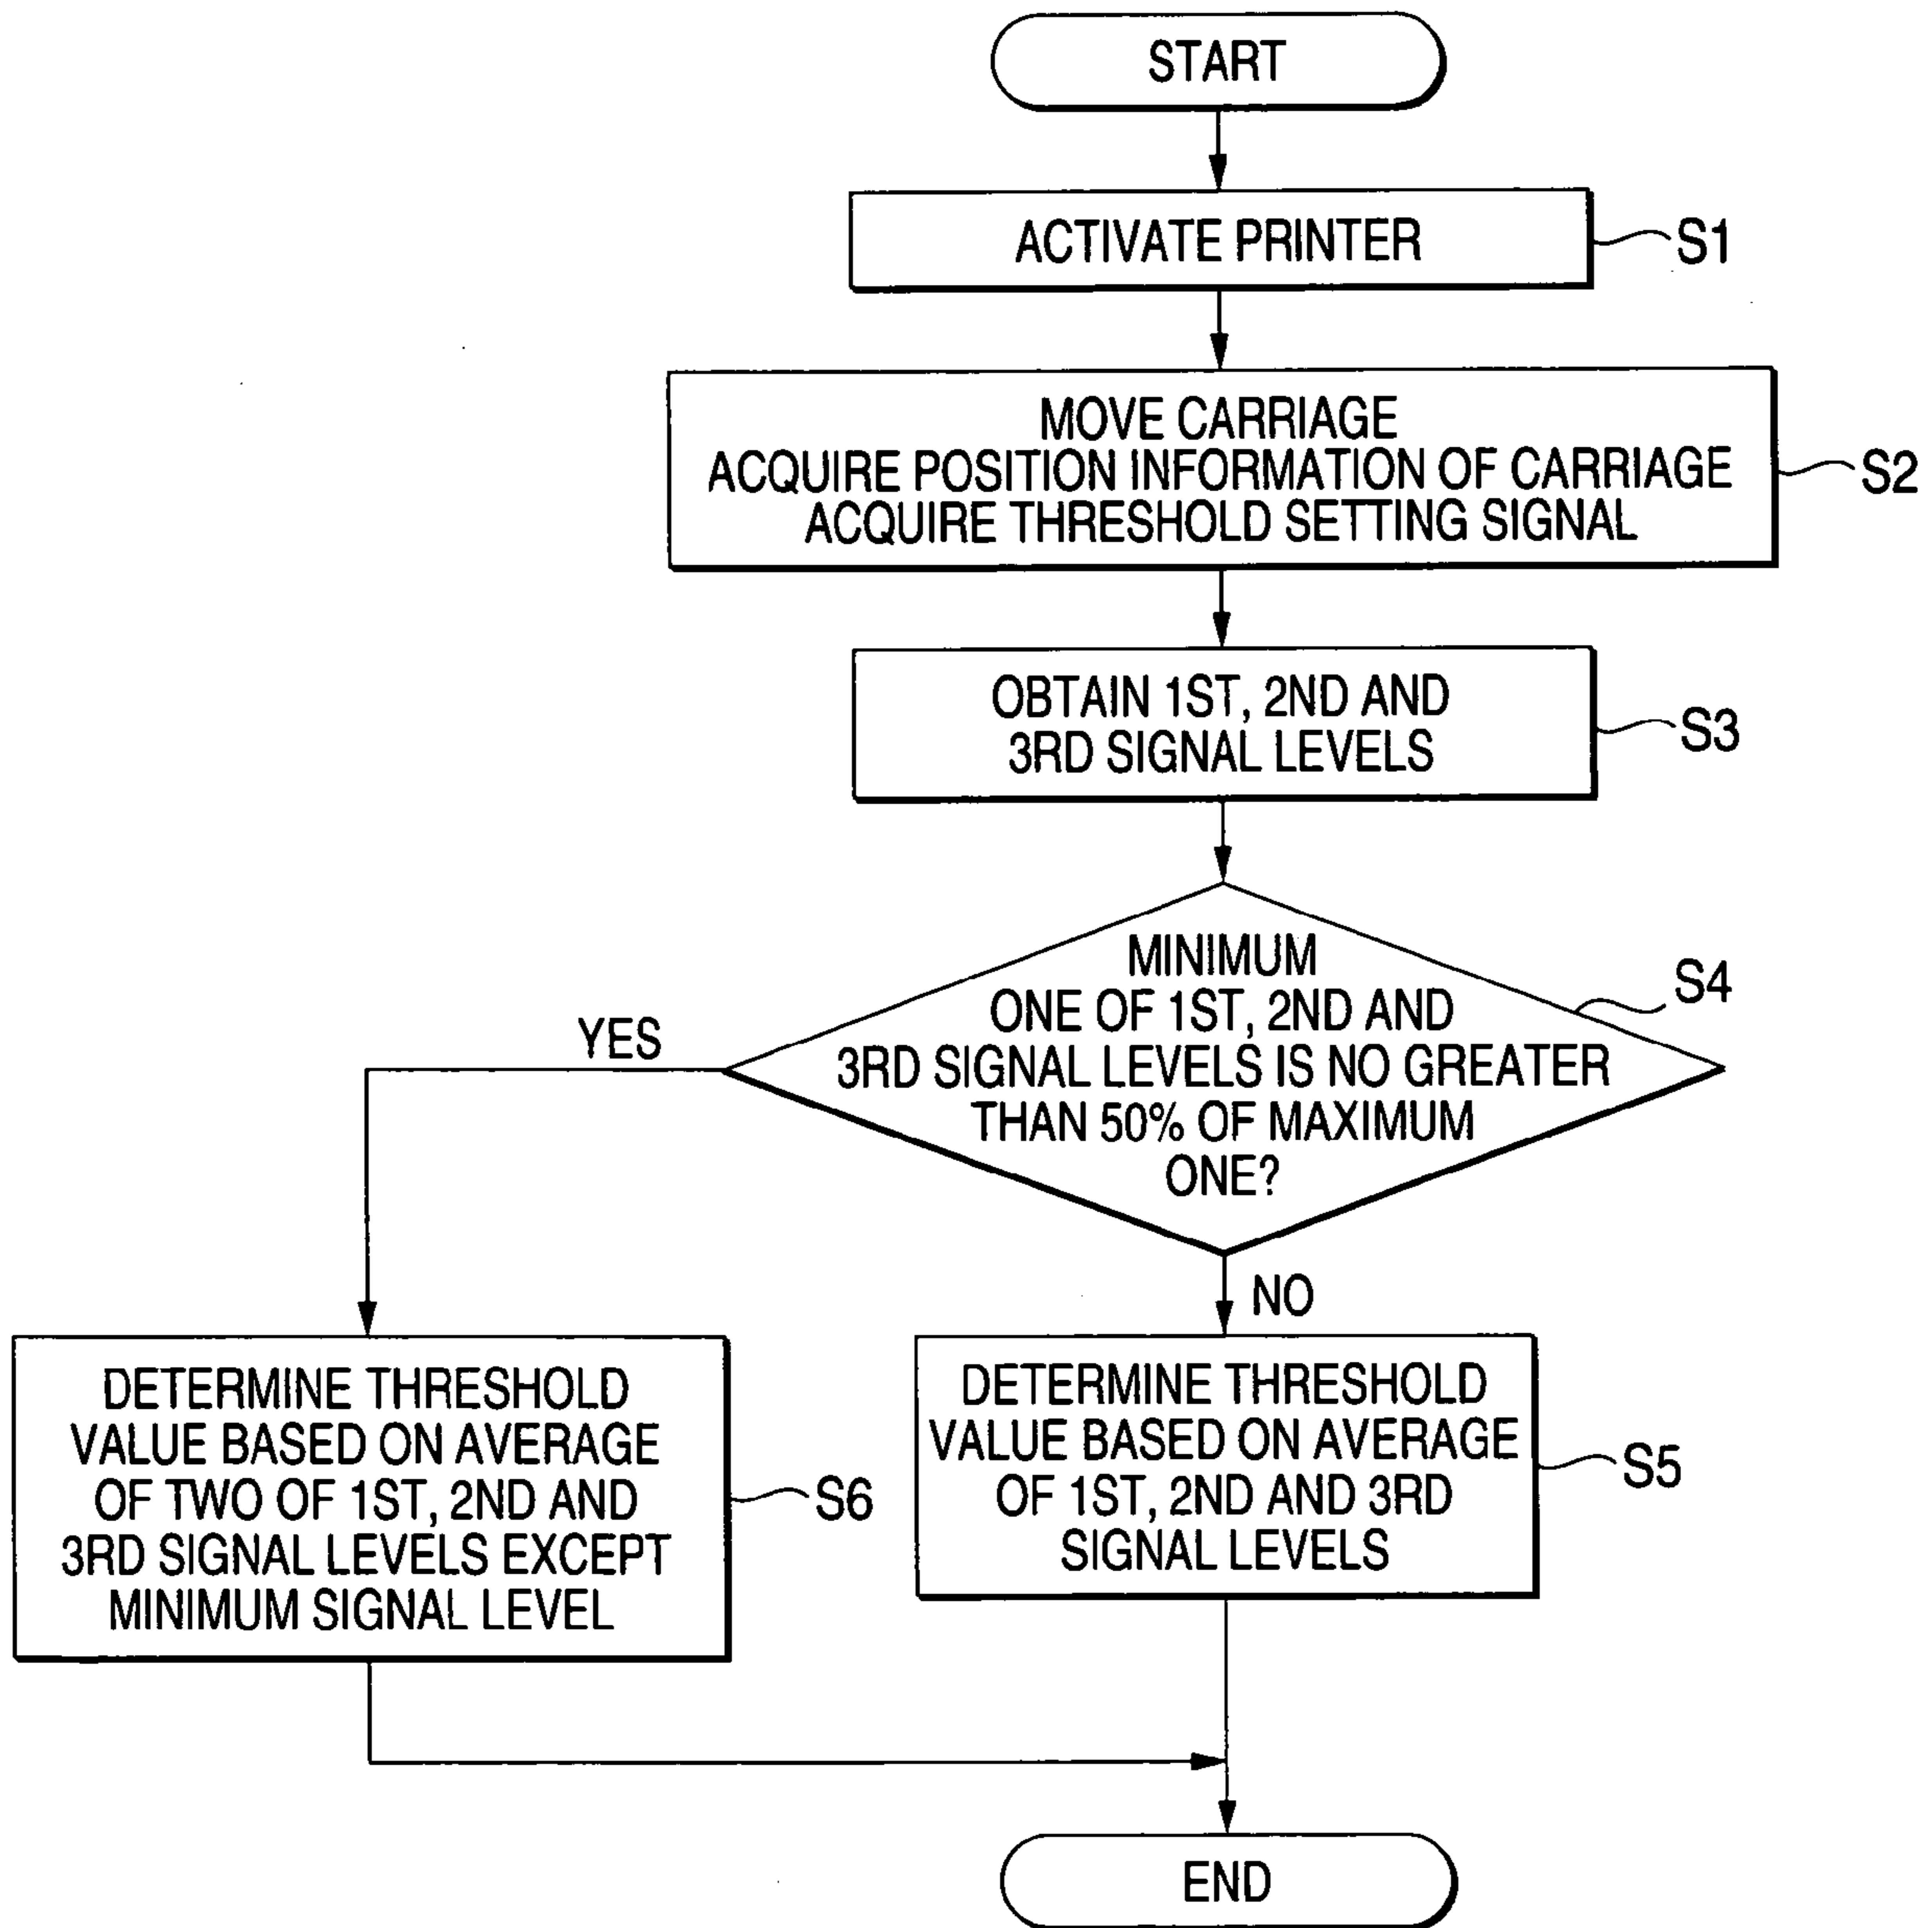 START
ACTIVATE PRINTER
S1
MOVE CARRIAGE
ACQUIRE POSITION INFORMATION OF CARRIAGE
ACQUIRE THRESHOLD SETTING SIGNAL
S2
OBTAIN 1ST, 2ND AND
3RD SIGNAL LEVELS
S3
MINIMUM
ONE OF 1ST, 2ND AND
3RD SIGNAL LEVELS IS NO GREATER
THAN 50% OF MAXIMUM
ONE?
S4
YES
NO
DETERMINE THRESHOLD
VALUE BASED ON AVERAGE
OF TWO OF 1ST, 2ND AND
3RD SIGNAL LEVELS EXCEPT
MINIMUM SIGNAL LEVEL
S6
DETERMINE THRESHOLD
VALUE BASED ON AVERAGE
OF 1ST, 2ND AND 3RD
SIGNAL LEVELS
S5
END